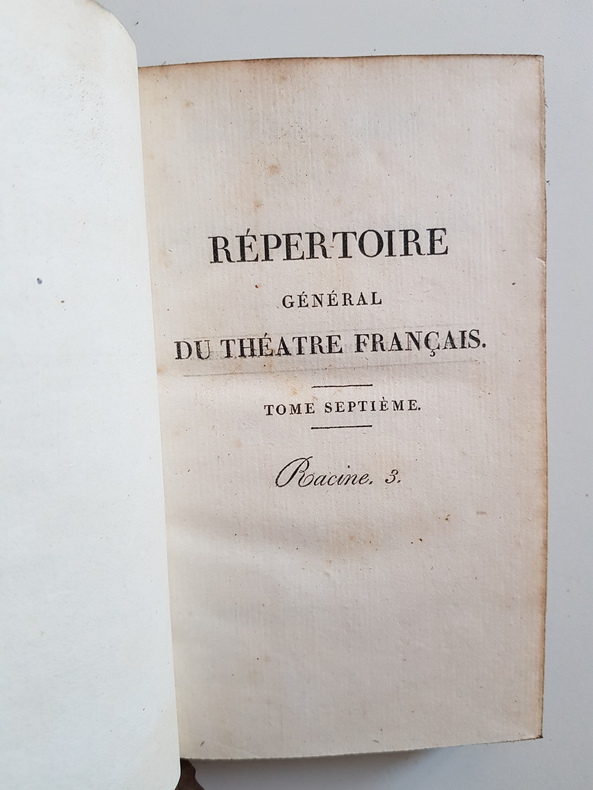 RÉPERTOIRE
GÉNÉRAL
DU THÉATRE FRANÇAIS.
TOME SEPTIÈME.
Racine. 3.